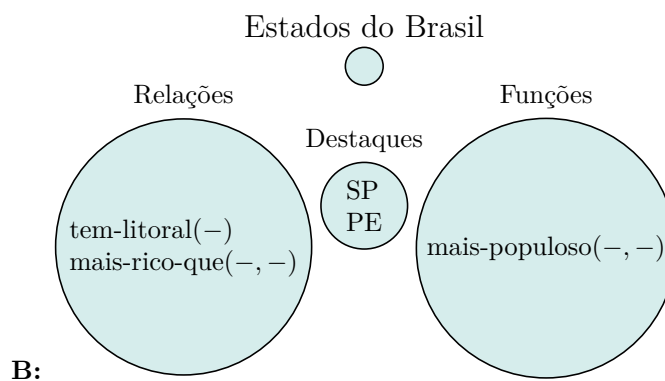 Estados do Brasil
Relações
Funções
Destaques
SP
PE
tem-litoral(−)
mais-rico-que(−, −)
mais-populoso(−, −)
B: